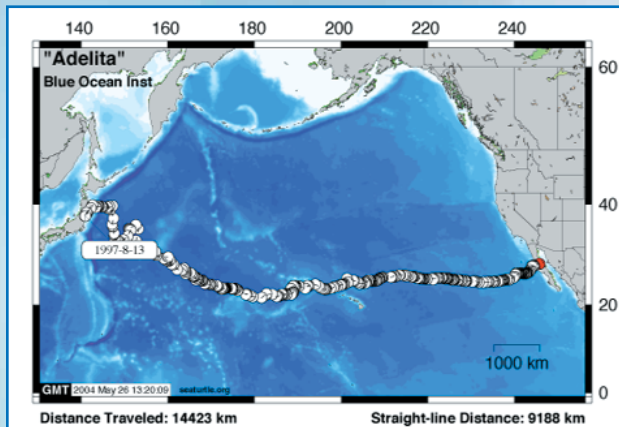 140 160 180 200 220 240
"Adelita"
Blue Ocean Inst
60
40
1997-8-13
20
1000 km
0
GMT 2004 May 26 13:20:09 seaturtle.org
Distance Traveled: 14423 km Straight-line Distance: 9188 km